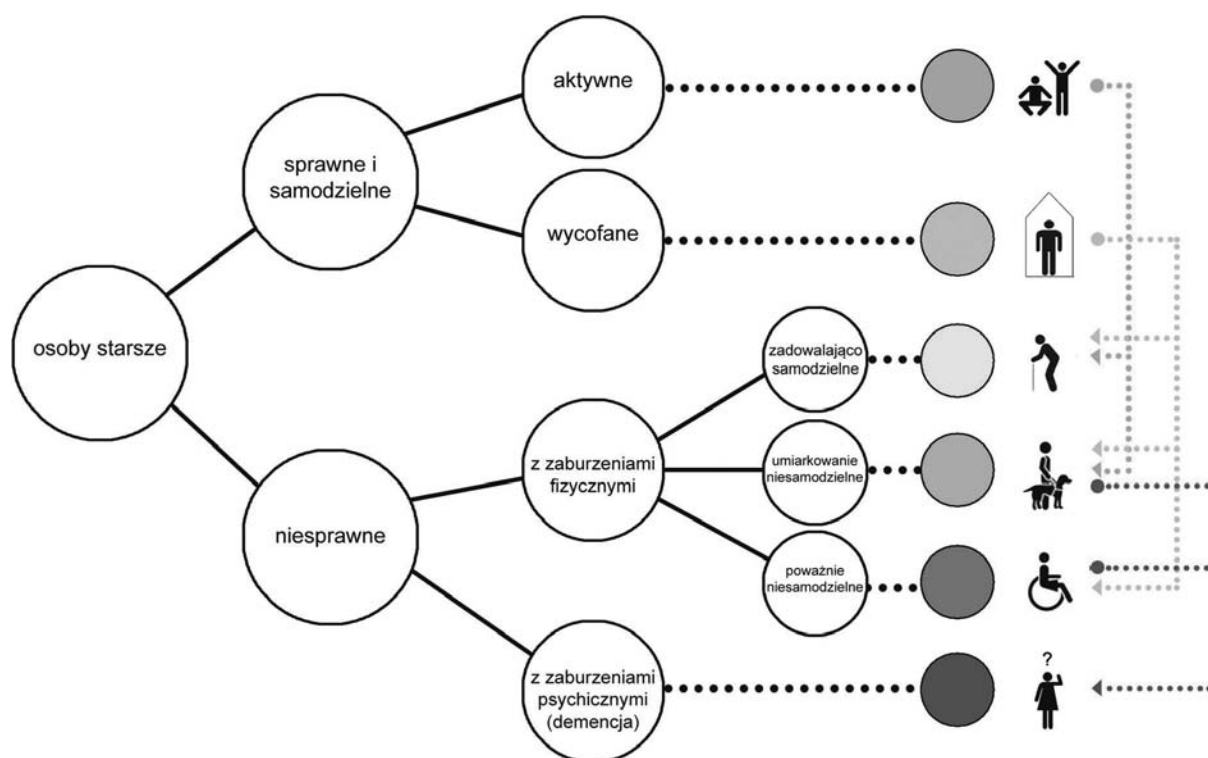 aktywne
sprawne i
samodzielne
wycofane
osoby starsze
zadowalająco
samodzielne
z zaburzeniami
fizycznymi
umiarkowanie
niesamodzielne
niesprawne
poważnie
niesamodzielne
z zaburzeniami
psychicznymi
(demencja)
?